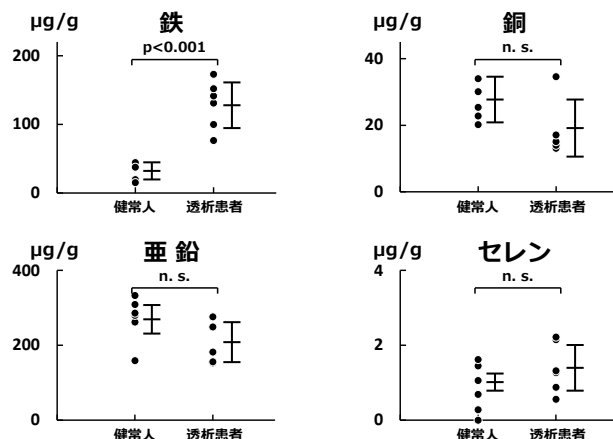 μg/g 鉄
p<0.001
200
100
0
健常人 透析患者
μg/g 銅
n. s.
40
20
0
健常人 透析患者
μg/g 亜 鉛
n. s.
400
200
0
健常人 透析患者
μg/g セレン
n. s.
4
2
0
健常人 透析患者